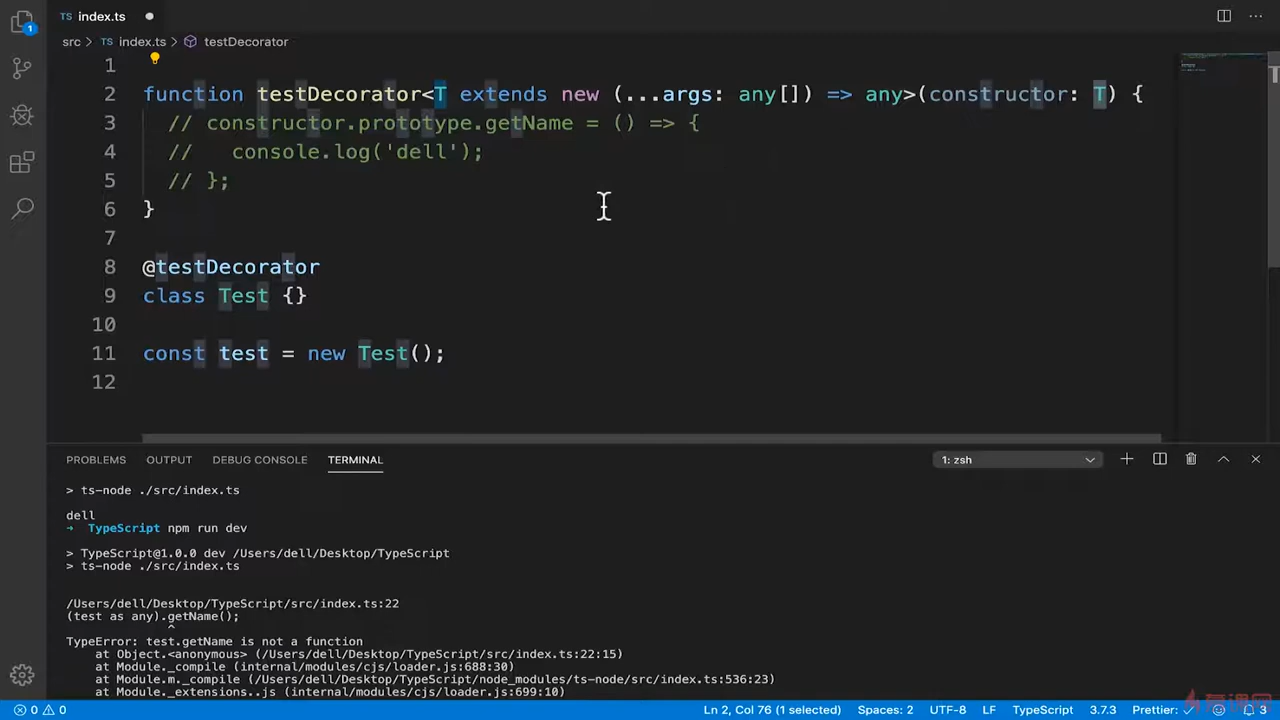 TS index.ts
src > TS index.ts > testDecorator
1
2 function testDecorator<T extends new (...args: any[]) => any>(constructor: T) {
3 // constructor.prototype.getName = () => {
4 //   console.log('dell');
5 // };
6 }
7
8 @testDecorator
9 class Test {}
10
11 const test = new Test();
12
PROBLEMS OUTPUT DEBUG CONSOLE TERMINAL 1: zsh
> ts-node ./src/index.ts
dell
→ TypeScript npm run dev
> TypeScript@1.0.0 dev /Users/dell/Desktop/TypeScript
> ts-node ./src/index.ts
/Users/dell/Desktop/TypeScript/src/index.ts:22
(test as any).getName();
^
TypeError: test.getName is not a function
at Object.<anonymous> (/Users/dell/Desktop/TypeScript/src/index.ts:22:15)
at Module._compile (internal/modules/cjs/loader.js:688:30)
at Module.m._compile (/Users/dell/Desktop/TypeScript/node_modules/ts-node/src/index.ts:536:23)
at Module._extensions..js (internal/modules/cjs/loader.js:699:10)
0 0 Ln 2, Col 76 (1 selected) Spaces: 2 UTF-8 LF TypeScript 3.7.3 Prettier: ✓ 3
慕课网